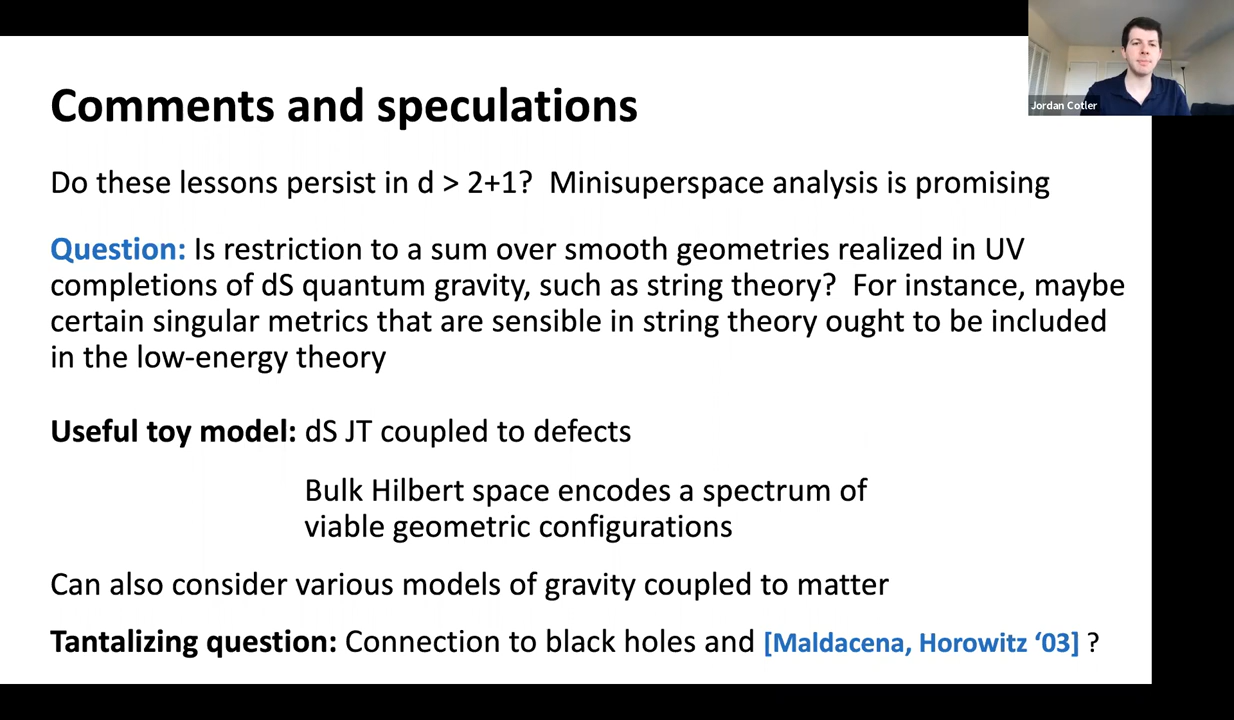 Jordan Cotler
Comments and speculations
Do these lessons persist in d > 2+1? Minisuperspace analysis is promising
Question: Is restriction to a sum over smooth geometries realized in UV
completions of dS quantum gravity, such as string theory? For instance, maybe
certain singular metrics that are sensible in string theory ought to be included
in the low-energy theory
Useful toy model: dS JT coupled to defects
Bulk Hilbert space encodes a spectrum of
viable geometric configurations
Can also consider various models of gravity coupled to matter
Tantalizing question: Connection to black holes and [Maldacena, Horowitz ‘03] ?